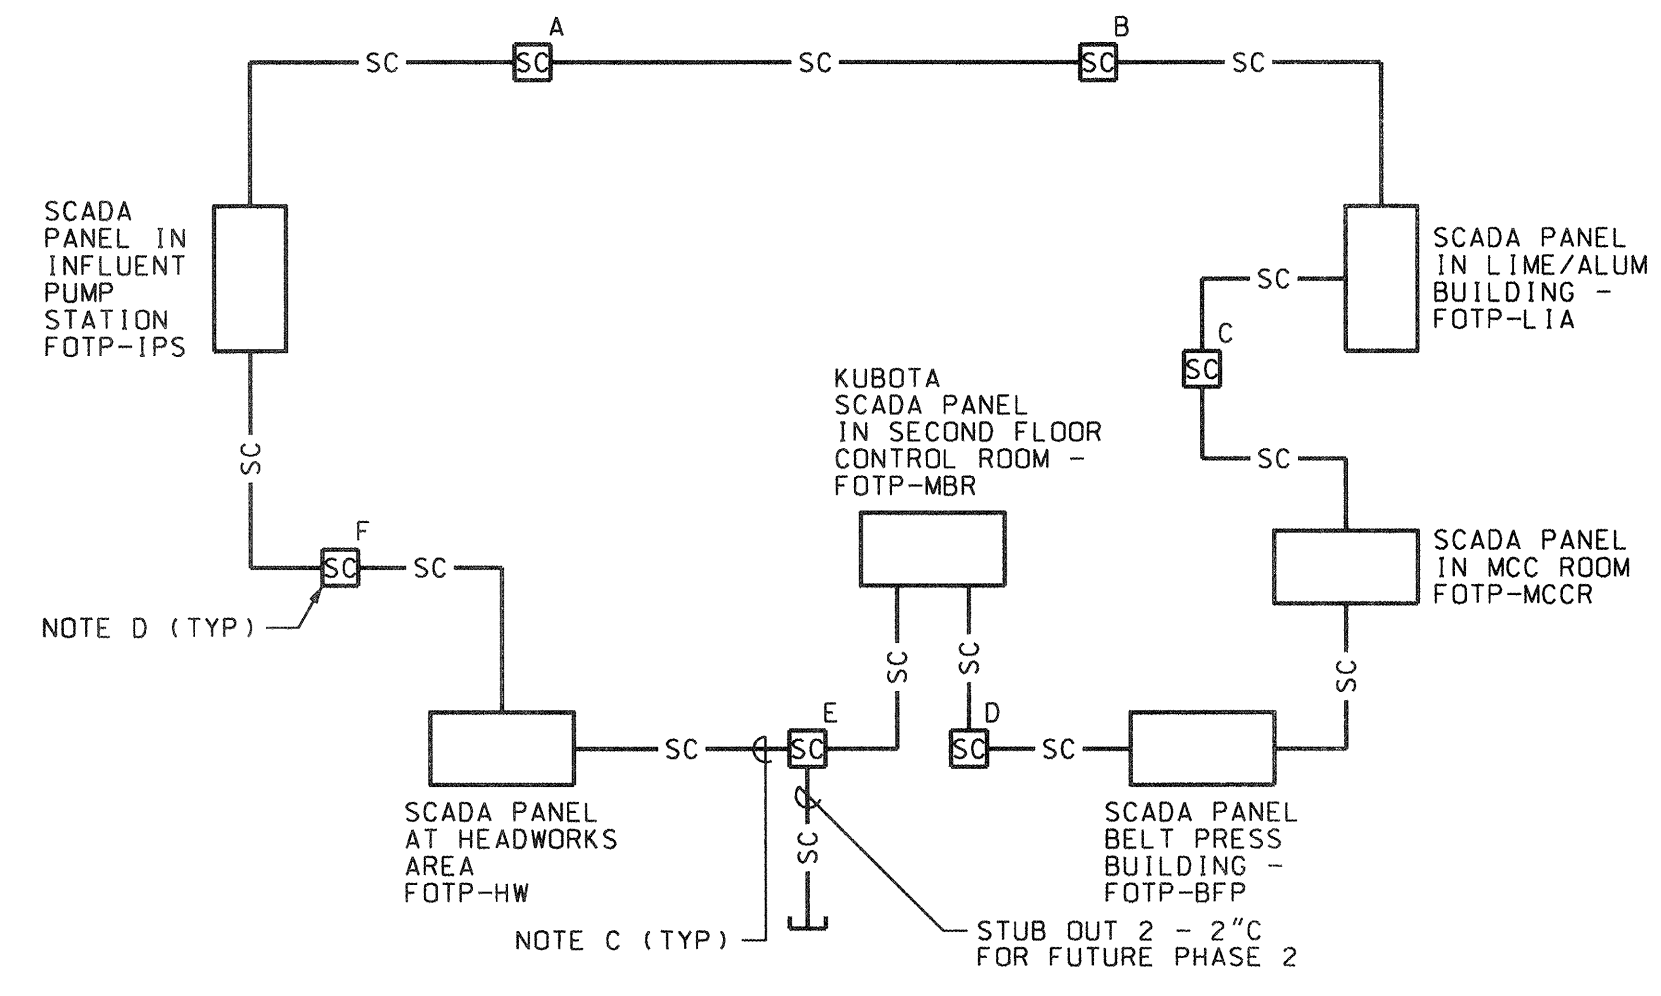 A
B
SC
SC
SC
SC
SC
SCADA
PANEL IN
INFLUENT
PUMP
STATION
FOTP-IPS
SCADA PANEL
IN LIME/ALUM
BUILDING -
FOTP-LIA
SC
C
SC
KUBOTA
SCADA PANEL
IN SECOND FLOOR
CONTROL ROOM -
FOTP-MBR
SC
SC
F
SC
SC
NOTE D (TYP)
SCADA PANEL
IN MCC ROOM
FOTP-MCCR
SC
SC
SC
E
D
SC
SC
SC
SC
SCADA PANEL
AT HEADWORKS
AREA
FOTP-HW
SC
SCADA PANEL
BELT PRESS
BUILDING -
FOTP-BFP
NOTE C (TYP)
STUB OUT 2 - 2"C
FOR FUTURE PHASE 2